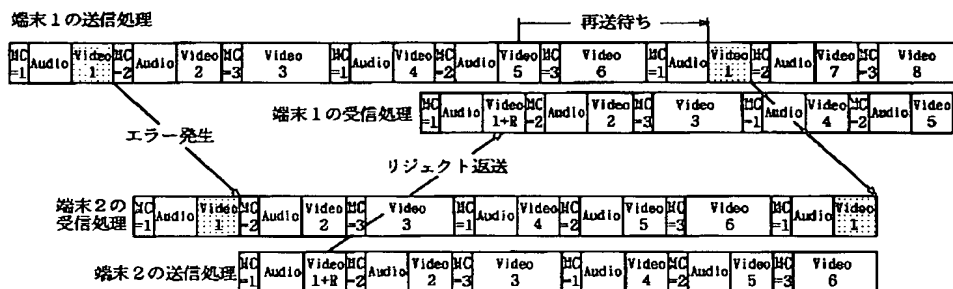 端末1の送信処理
再送待ち
MC=1 Audio Video 1 MC=2 Audio Video 2 MC=3 Video 3 MC=1 Audio Video 4 MC=2 Audio Video 5 MC=3 Video 6 MC=1 Audio Video 1 MC=2 Audio Video 7 MC=3 Video 8
端末1の受信処理
MC=1 Audio Video 1+R MC=2 Audio Video 2 MC=3 Video 3 MC=1 Audio Video 4 MC=2 Audio Video 5
エラー発生
リジェクト返送
端末2の受信処理
MC=1 Audio Video 1 MC=2 Audio Video 2 MC=3 Video 3 MC=1 Audio Video 4 MC=2 Audio Video 5 MC=3 Video 6 MC=1 Audio Video 1
端末2の送信処理
MC=1 Audio Video 1+R MC=2 Audio Video 2 MC=3 Video 3 MC=1 Audio Video 4 MC=2 Audio Video 5 MC=3 Video 6